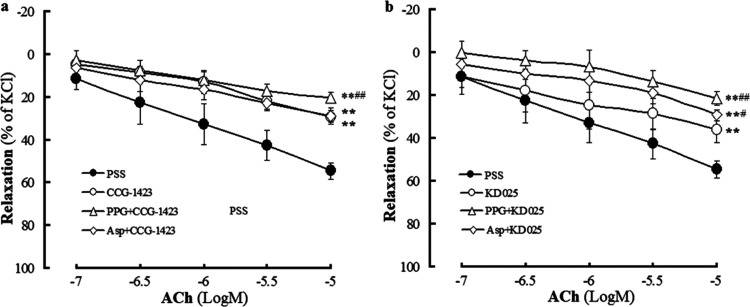 a
-20
0
20
40
60
80
100
Relaxation (% of KCl)
**##
**
**
PSS
CCG-1423
PPG+CCG-1423
PSS
Asp+CCG-1423
-7
-6.5
-6
-5.5
-5
ACh (LogM)
b
-20
0
20
40
60
80
100
Relaxation (% of KCl)
**##
**#
**
PSS
KD025
PPG+KD025
Asp+KD025
-7
-6.5
-6
-5.5
-5
ACh (LogM)